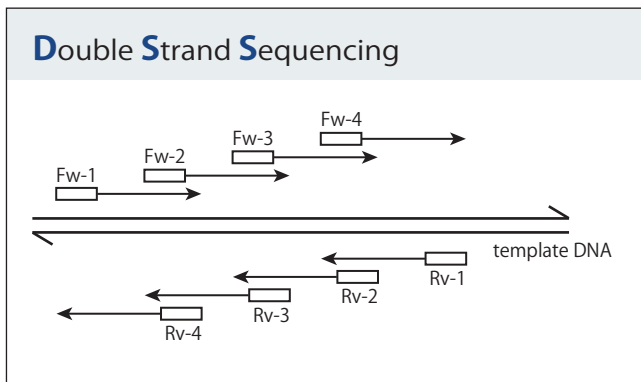 Double Strand Sequencing
Fw-4
Fw-3
Fw-2
Fw-1
template DNA
Rv-1
Rv-2
Rv-3
Rv-4